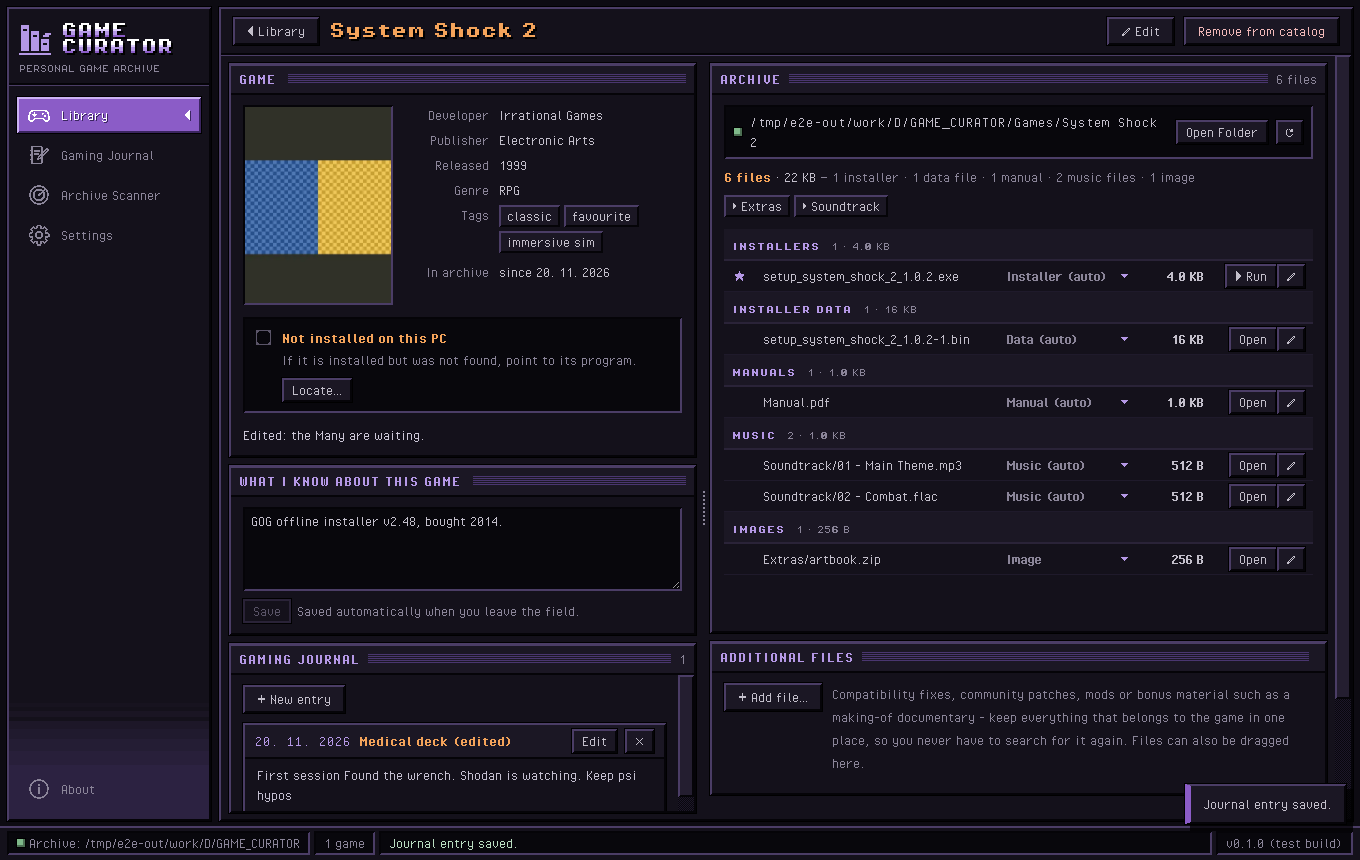 GAME CURATOR
PERSONAL GAME ARCHIVE
Library
Gaming Journal
Archive Scanner
Settings
About
Library
System Shock 2
Edit
Remove from catalog
GAME
Developer Irrational Games
Publisher Electronic Arts
Released 1999
Genre RPG
Tags classic favourite
immersive sim
In archive since 20. 11. 2026
Not installed on this PC
If it is installed but was not found, point to its program.
Locate…
Edited: the Many are waiting.
WHAT I KNOW ABOUT THIS GAME
GOG offline installer v2.48, bought 2014.
Save Saved automatically when you leave the field.
GAMING JOURNAL 1
+ New entry
20. 11. 2026 Medical deck (edited) Edit ×
First session Found the wrench. Shodan is watching. Keep psi
hypos
ARCHIVE 6 files
/tmp/e2e-out/work/D/GAME_CURATOR/Games/System Shock
2
Open Folder
6 files · 22 KB – 1 installer · 1 data file · 1 manual · 2 music files · 1 image
Extras Soundtrack
INSTALLERS 1 · 4.0 KB
setup_system_shock_2_1.0.2.exe Installer (auto) 4.0 KB Run
INSTALLER DATA 1 · 16 KB
setup_system_shock_2_1.0.2-1.bin Data (auto) 16 KB Open
MANUALS 1 · 1.0 KB
Manual.pdf Manual (auto) 1.0 KB Open
MUSIC 2 · 1.0 KB
Soundtrack/01 - Main Theme.mp3 Music (auto) 512 B Open
Soundtrack/02 - Combat.flac Music (auto) 512 B Open
IMAGES 1 · 256 B
Extras/artbook.zip Image 256 B Open
ADDITIONAL FILES
+ Add file…
Compatibility fixes, community patches, mods or bonus material such as a
making-of documentary – keep everything that belongs to the game in one
place, so you never have to search for it again. Files can also be dragged
here.
Journal entry saved.
Archive: /tmp/e2e-out/work/D/GAME_CURATOR
1 game
Journal entry saved.
v0.1.0 (test build)